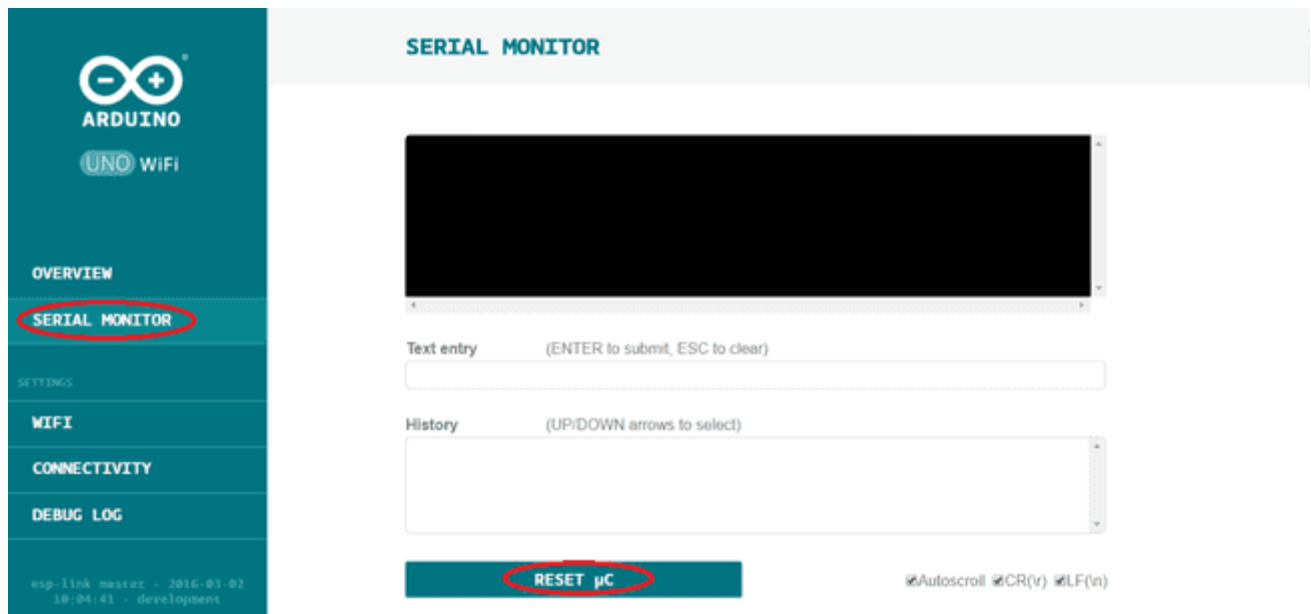 ARDUINO
UNO WiFi
OVERVIEW
SERIAL MONITOR
SETTINGS
WIFI
CONNECTIVITY
DEBUG LOG
esp-link master - 2016-03-02
10:04:41 - development
SERIAL MONITOR
Text entry (ENTER to submit, ESC to clear)
History (UP/DOWN arrows to select)
RESET µC
Autoscroll CR(\r) LF(\n)